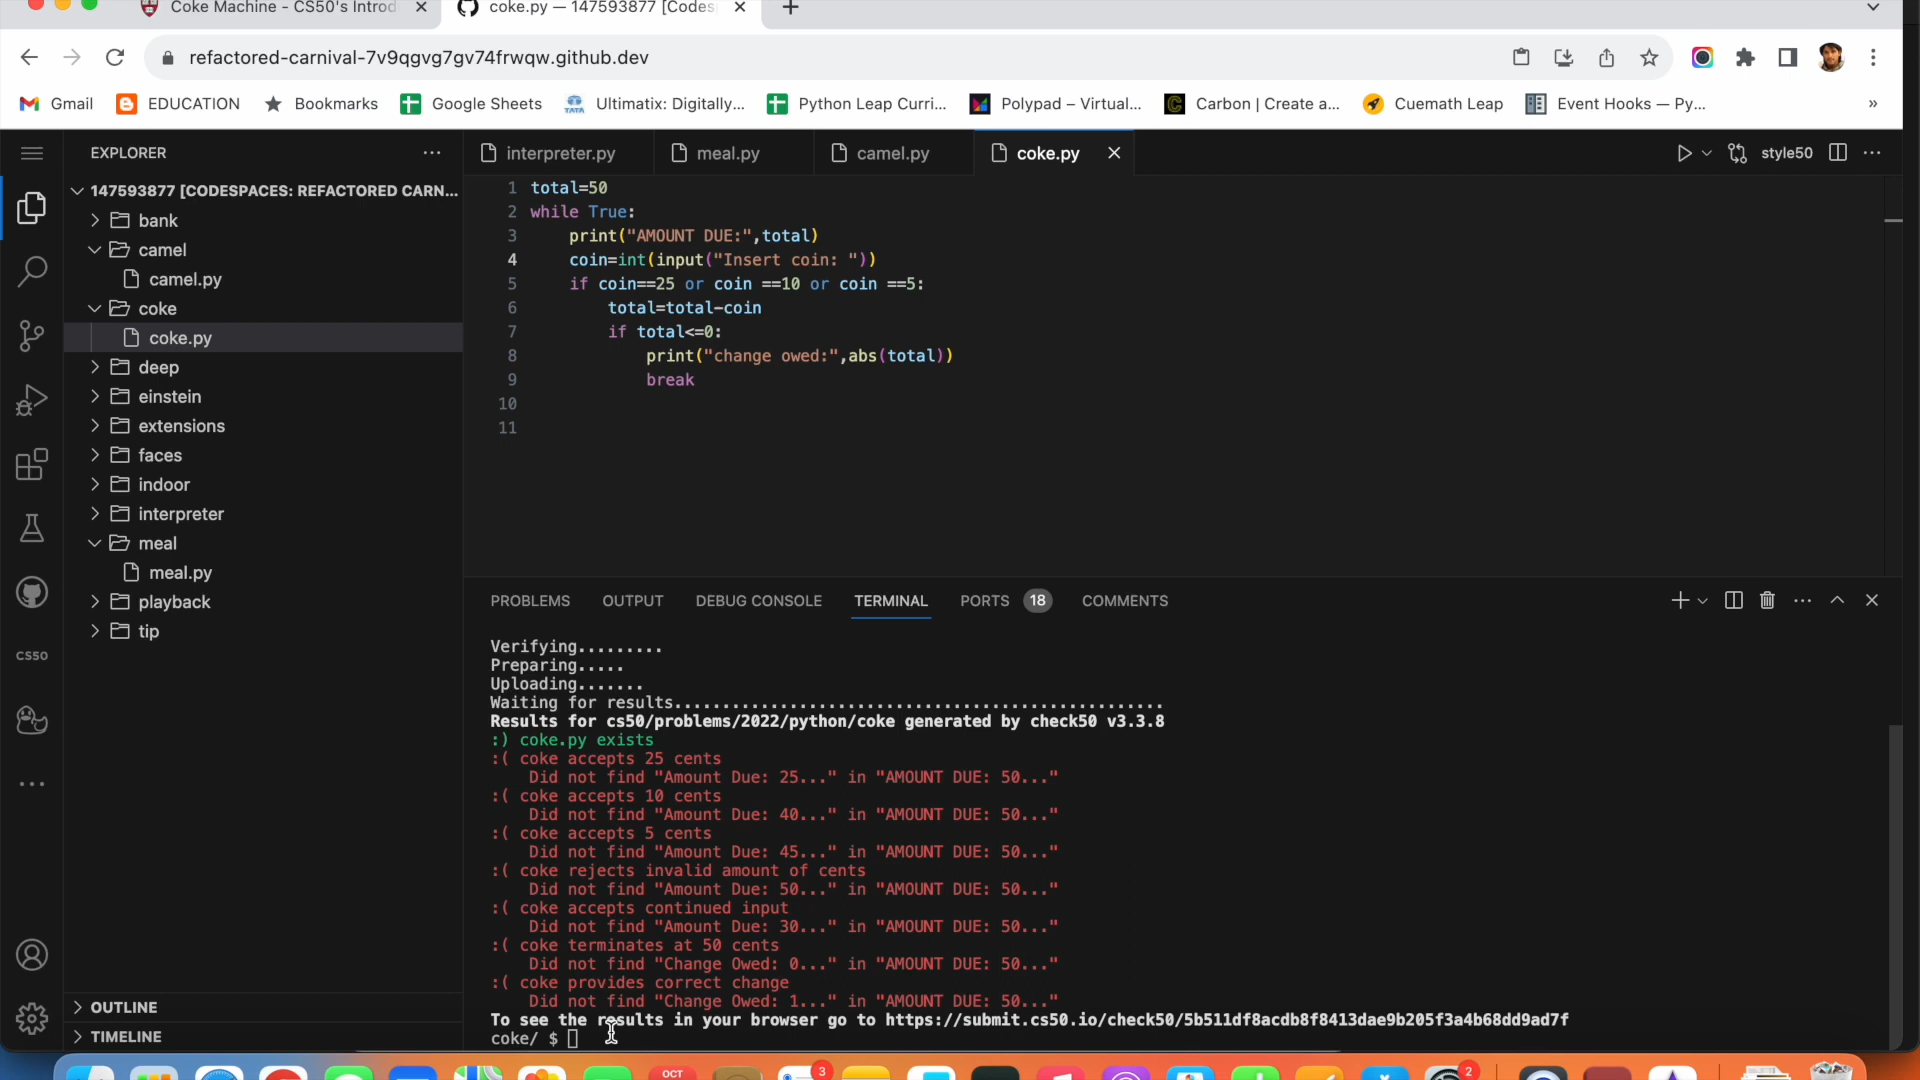 Coke Machine - CS50's Introd
coke.py — 147593877 [Codes
refactored-carnival-7v9qgvg7gv74frwqw.github.dev
Gmail
EDUCATION
Bookmarks
Google Sheets
Ultimatix: Digitally...
Python Leap Curri...
Polypad – Virtual...
Carbon | Create a...
Cuemath Leap
Event Hooks — Py...
»
EXPLORER
147593877 [CODESPACES: REFACTORED CARN...
bank
camel
camel.py
coke
coke.py
deep
einstein
extensions
faces
indoor
interpreter
meal
meal.py
playback
tip
OUTLINE
TIMELINE
CS50
interpreter.py
meal.py
camel.py
coke.py
style50
1 total=50
2 while True:
3 print("AMOUNT DUE:",total)
4 coin=int(input("Insert coin: "))
5 if coin==25 or coin ==10 or coin ==5:
6 total=total-coin
7 if total<=0:
8 print("change owed:",abs(total))
9 break
10
11
PROBLEMS
OUTPUT
DEBUG CONSOLE
TERMINAL
PORTS 18
COMMENTS
Verifying.........
Preparing.....
Uploading.......
Waiting for results...................................................
Results for cs50/problems/2022/python/coke generated by check50 v3.3.8
:) coke.py exists
:( coke accepts 25 cents
Did not find "Amount Due: 25..." in "AMOUNT DUE: 50..."
:( coke accepts 10 cents
Did not find "Amount Due: 40..." in "AMOUNT DUE: 50..."
:( coke accepts 5 cents
Did not find "Amount Due: 45..." in "AMOUNT DUE: 50..."
:( coke rejects invalid amount of cents
Did not find "Amount Due: 50..." in "AMOUNT DUE: 50..."
:( coke accepts continued input
Did not find "Amount Due: 30..." in "AMOUNT DUE: 50..."
:( coke terminates at 50 cents
Did not find "Change Owed: 0..." in "AMOUNT DUE: 50..."
:( coke provides correct change
Did not find "Change Owed: 1..." in "AMOUNT DUE: 50..."
To see the results in your browser go to https://submit.cs50.io/check50/5b511df8acdb8f8413dae9b205f3a4b68dd9ad7f
coke/ $
OCT
3
2